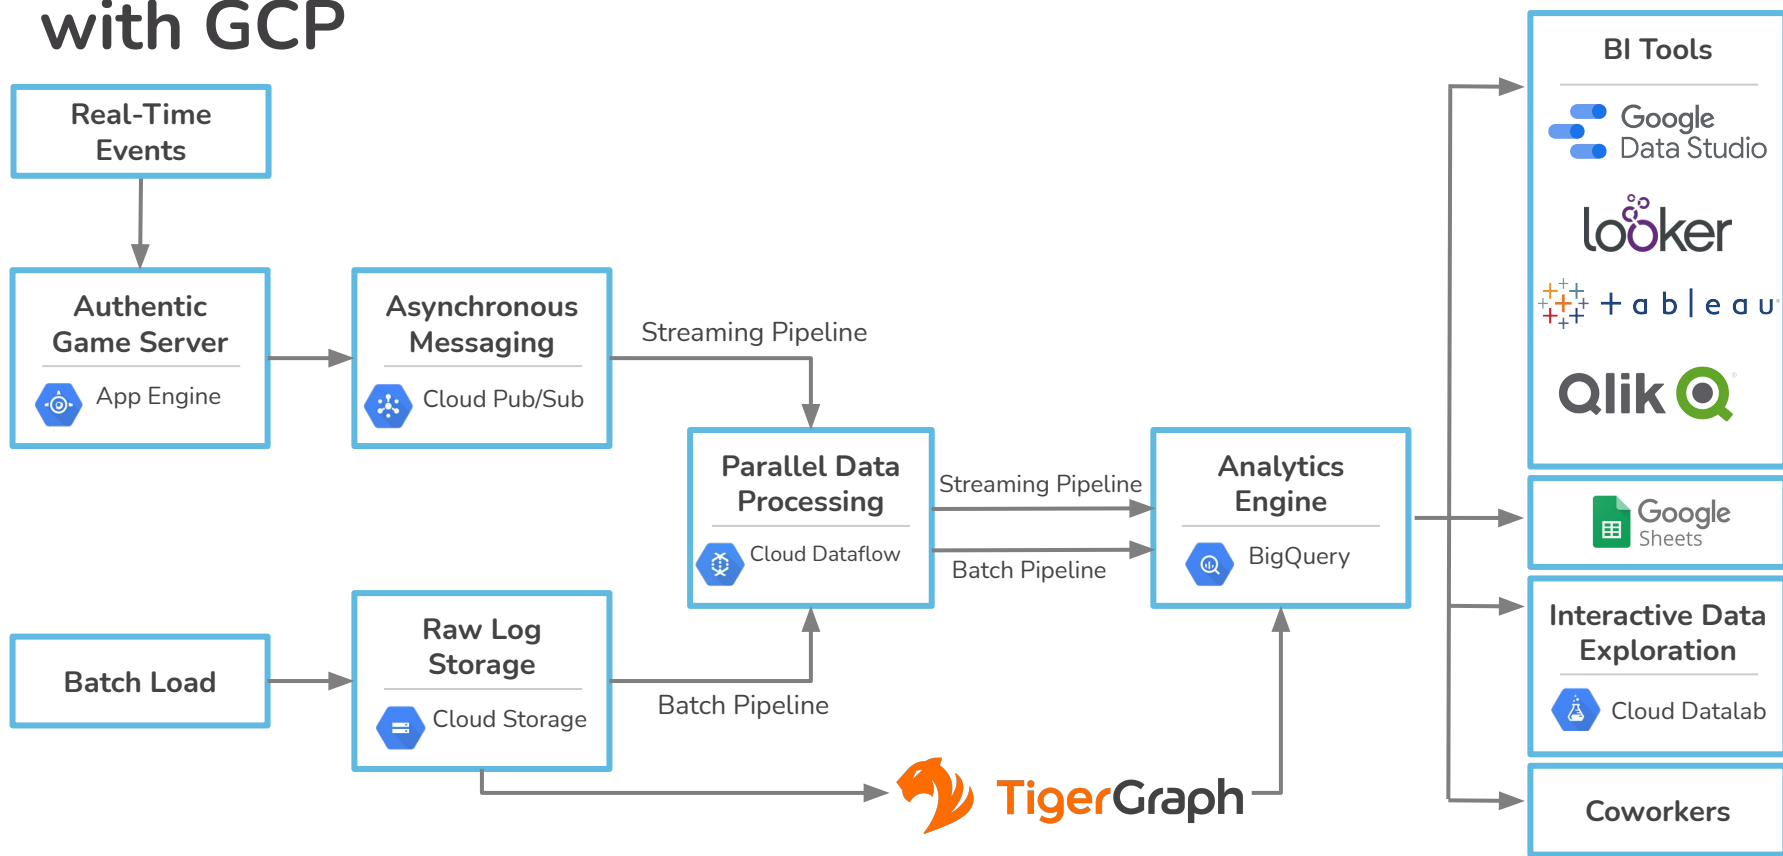 with GCP
Real-Time
Events
Authentic
Game Server
App Engine
Asynchronous
Messaging
Cloud Pub/Sub
Streaming Pipeline
Batch Load
Raw Log
Storage
Cloud Storage
Batch Pipeline
Parallel Data
Processing
Cloud Dataflow
Streaming Pipeline
Batch Pipeline
TigerGraph
Analytics
Engine
BigQuery
BI Tools
Google
Data Studio
looker
+ a b l e a u
Qlik
Google
Sheets
Interactive Data
Exploration
Cloud Datalab
Coworkers